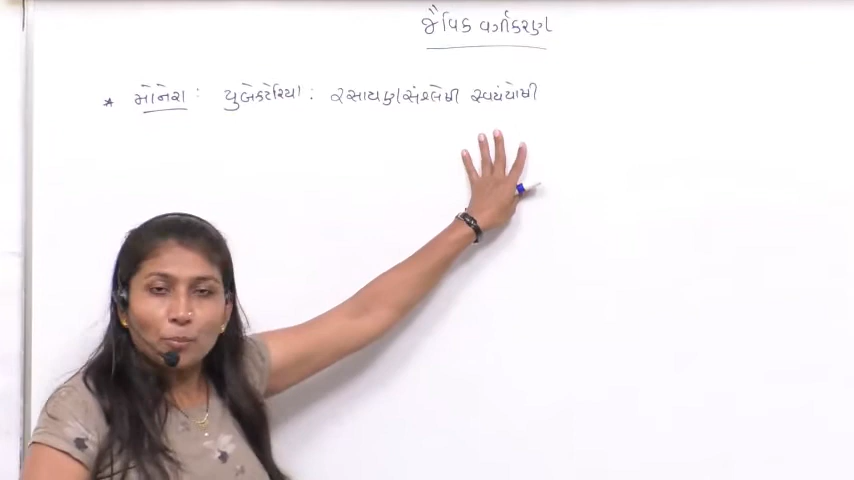 જૈવિક વર્ગીકરણ
* મોનેરા : યુબેક્ટેરિયા : રસાયણસંશ્લેષી સ્વયંપોષી